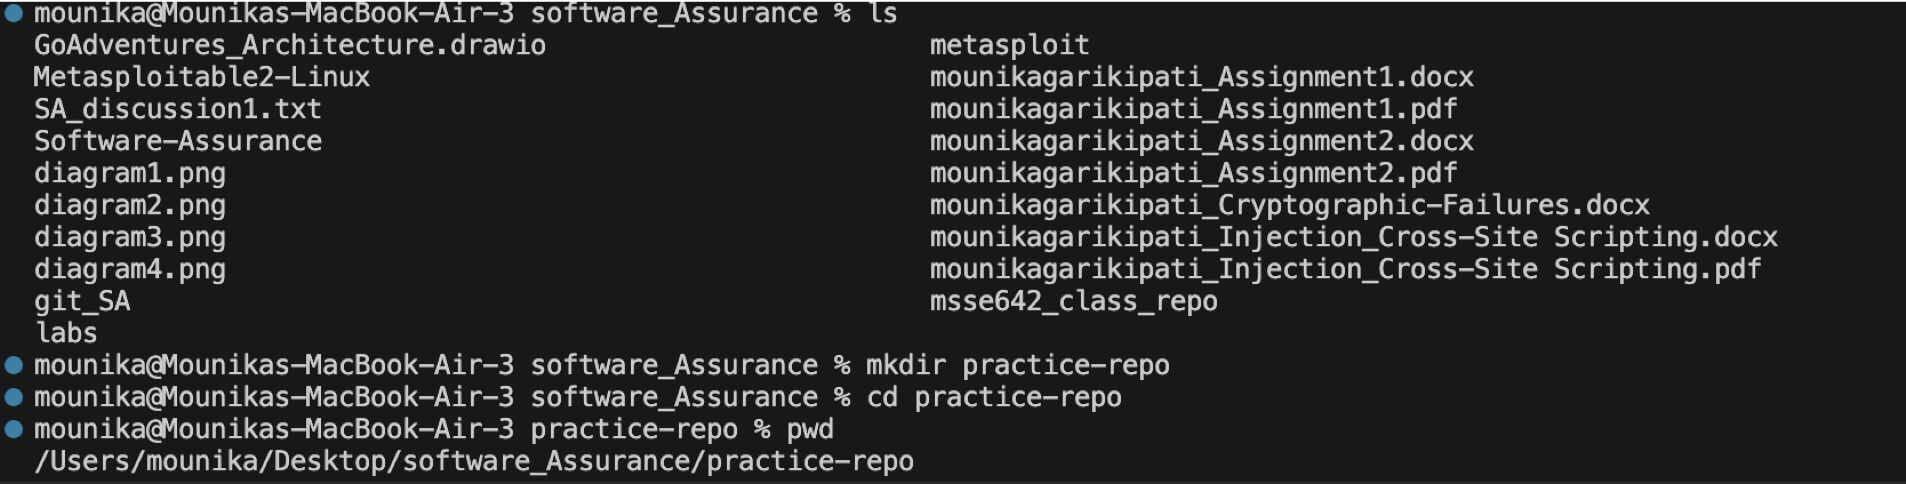 mounika@Mounikas-MacBook-Air-3 software_Assurance % ls
GoAdventures_Architecture.drawio metasploit
Metasploitable2-Linux mounikagarikipati_Assignment1.docx
SA_discussion1.txt mounikagarikipati_Assignment1.pdf
Software-Assurance mounikagarikipati_Assignment2.docx
diagram1.png mounikagarikipati_Assignment2.pdf
diagram2.png mounikagarikipati_Cryptographic-Failures.docx
diagram3.png mounikagarikipati_Injection_Cross-Site Scripting.docx
diagram4.png mounikagarikipati_Injection_Cross-Site Scripting.pdf
git_SA msse642_class_repo
labs
mounika@Mounikas-MacBook-Air-3 software_Assurance % mkdir practice-repo
mounika@Mounikas-MacBook-Air-3 software_Assurance % cd practice-repo
mounika@Mounikas-MacBook-Air-3 practice-repo % pwd
/Users/mounika/Desktop/software_Assurance/practice-repo